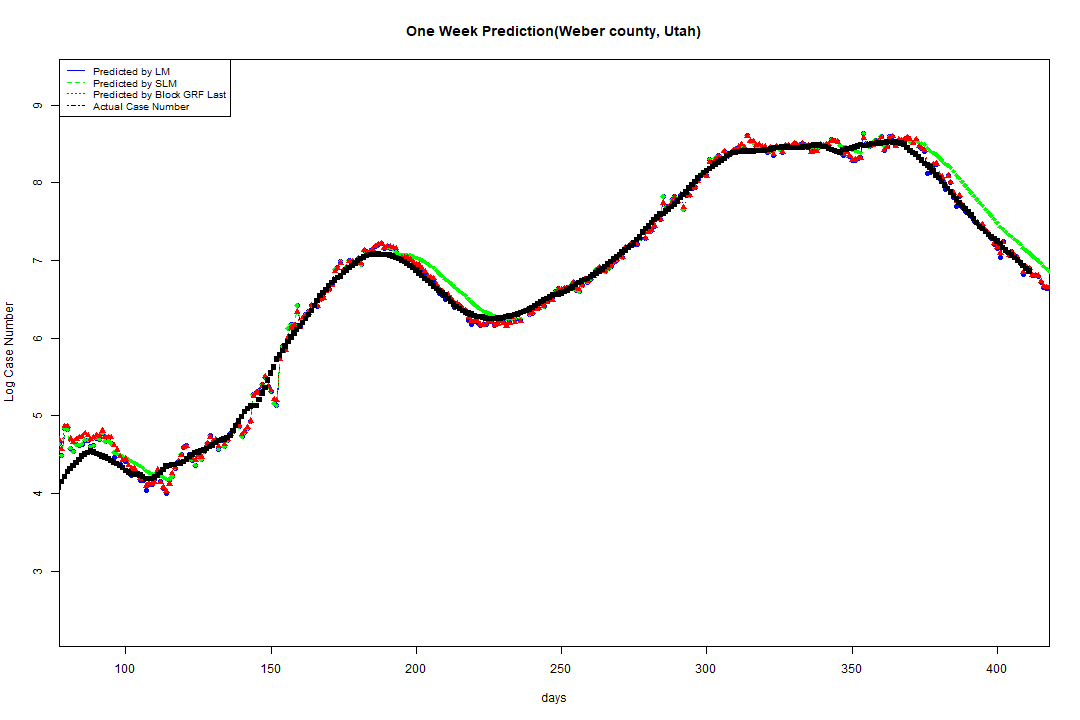 One Week Prediction(Weber county, Utah)
Predicted by LM
Predicted by SLM
Predicted by Block GRF Last
Actual Case Number
9
8
7
6
5
4
3
Log Case Number
100 150 200 250 300 350 400
days